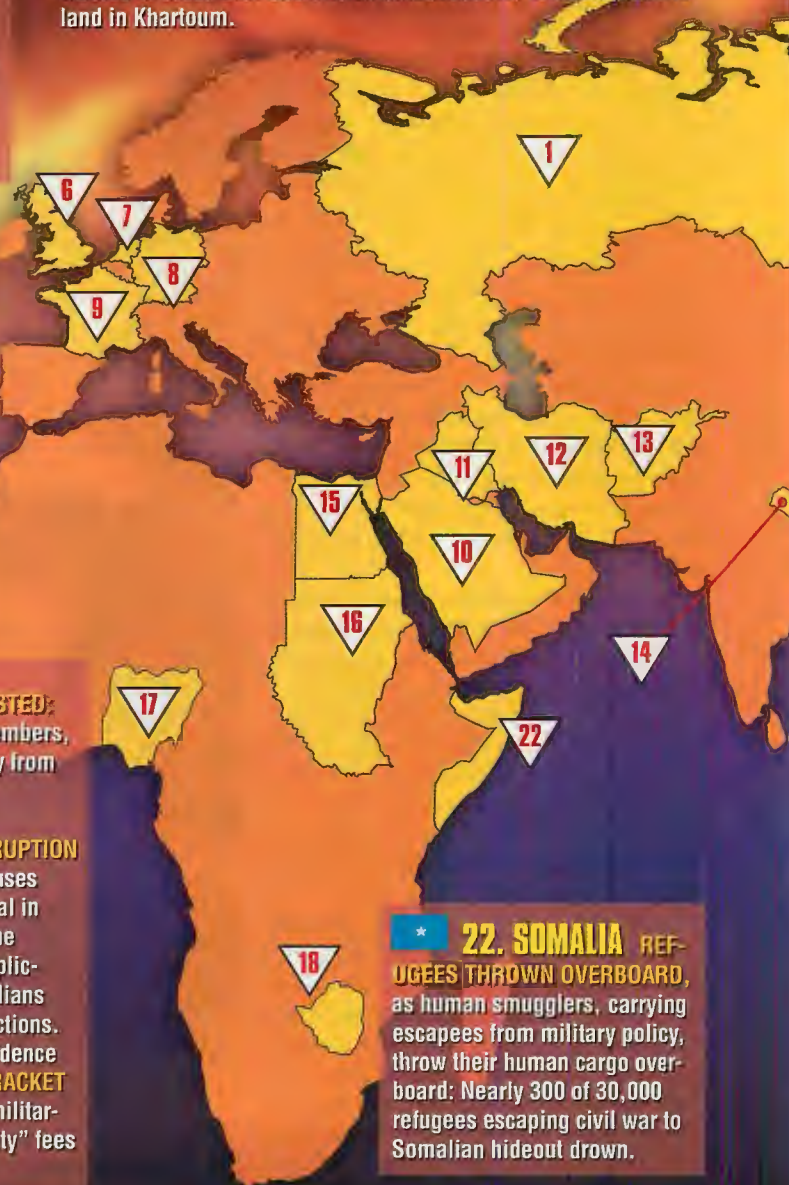 land in Khartoum.
1
6
7
8
9
11
12
13
15
10
16
14
17
22
18
STED:
mbers,
y from
RUPTION
uses
al in
ne
blic-
lians
ctions.
dence
RACKET
militar-
ty” fees
22. SOMALIA REF-
UGEES THROWN OVERBOARD,
as human smugglers, carrying
escapees from military policy,
throw their human cargo over-
board: Nearly 300 of 30,000
refugees escaping civil war to
Somalian hideout drown.